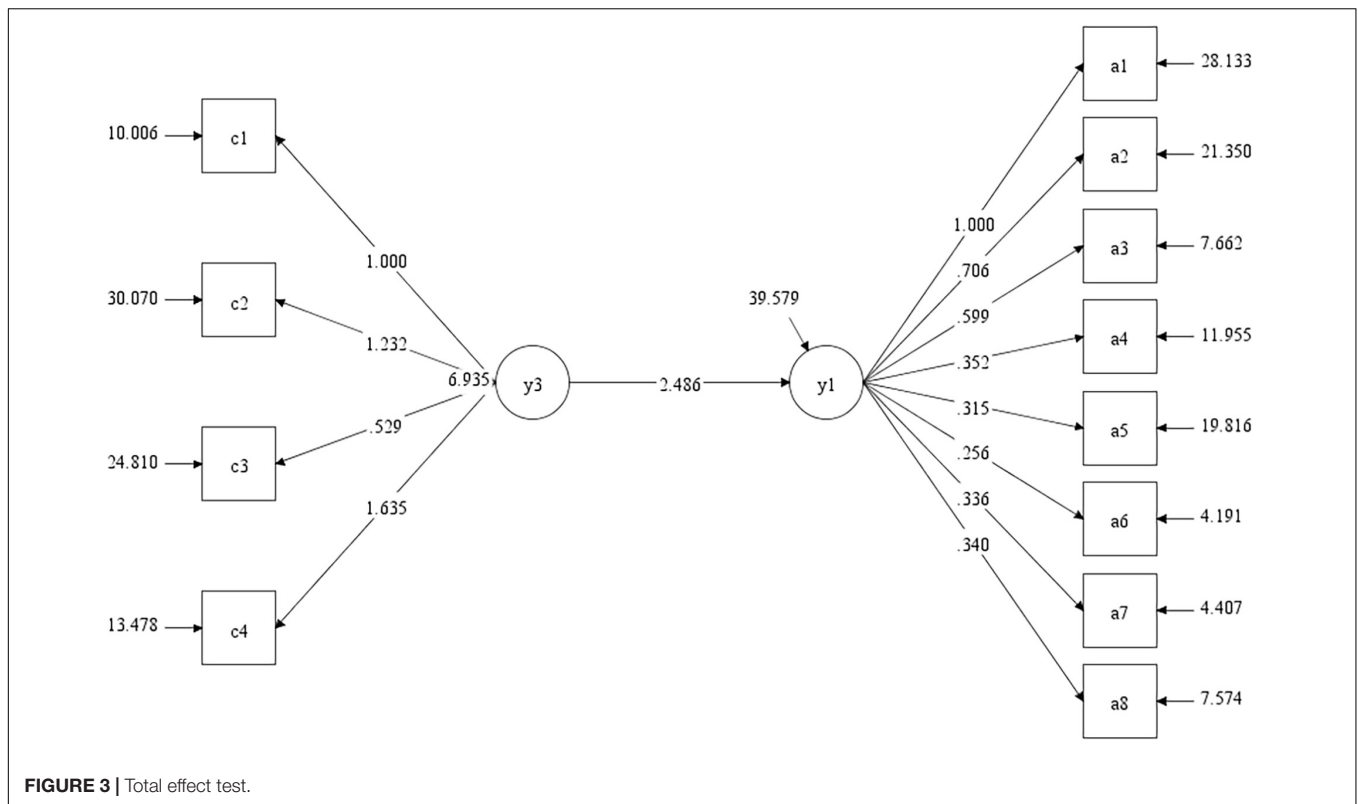 a1
28.133
10.006
c1
a2
21.350
1.000
a3
7.662
1.000
.706
c2
30.070
39.579
.599
a4
11.955
1.232
.352
6.935
y3
2.486
y1
.529
.315
a5
19.816
c3
24.810
.256
1.635
.336
a6
4.191
.340
c4
13.478
a7
4.407
a8
7.574
FIGURE 3 | Total effect test.